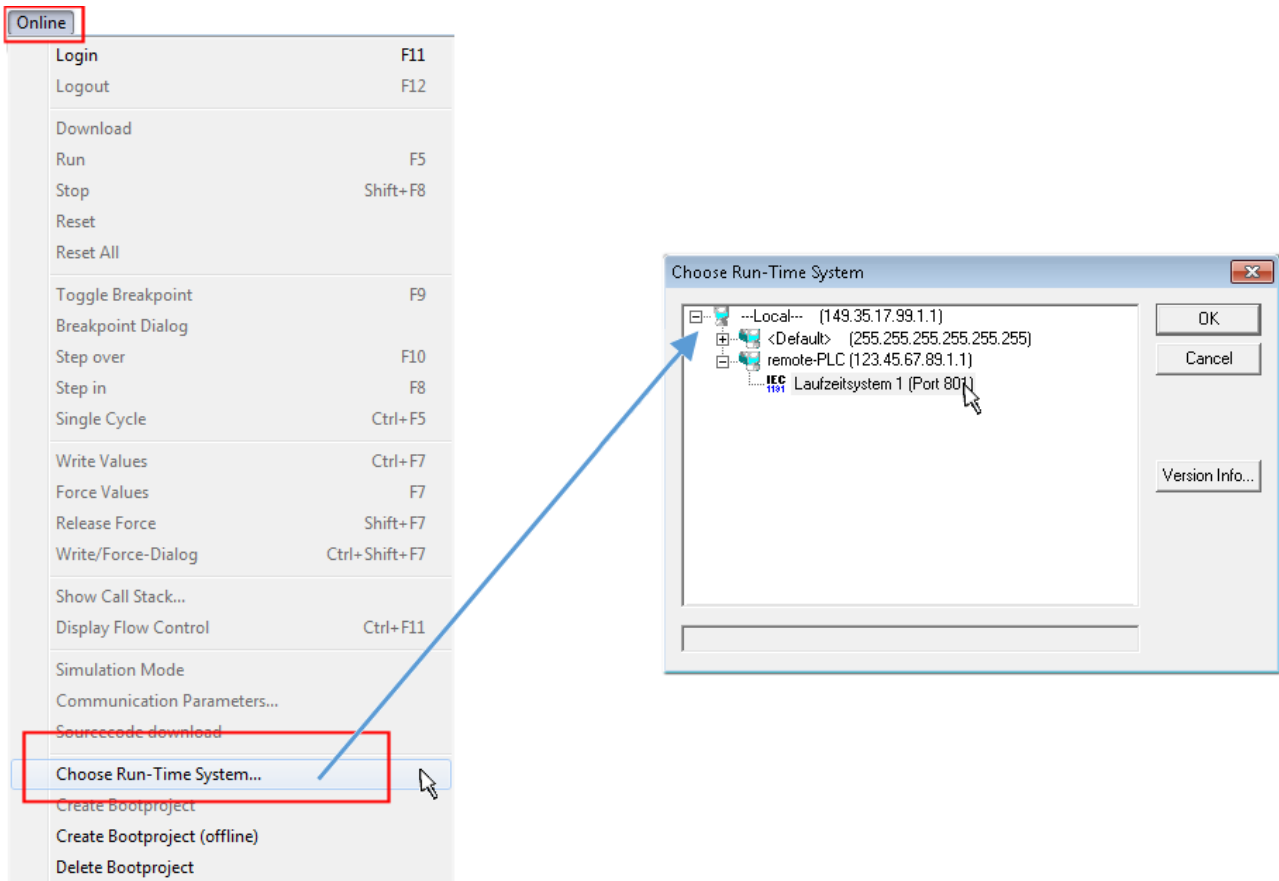 Online
Login F11
Logout F12
Download
Run F5
Stop Shift+F8
Reset
Reset All
Toggle Breakpoint F9
Breakpoint Dialog
Step over F10
Step in F8
Single Cycle Ctrl+F5
Write Values Ctrl+F7
Force Values F7
Release Force Shift+F7
Write/Force-Dialog Ctrl+Shift+F7
Show Call Stack...
Display Flow Control Ctrl+F11
Simulation Mode
Communication Parameters...
Sourcecode download
Choose Run-Time System...
Create Bootproject
Create Bootproject (offline)
Delete Bootproject
Choose Run-Time System
---Local--- (149.35.17.99.1.1)
<Default> (255.255.255.255.255.255)
remote-PLC (123.45.67.89.1.1)
IEC 1131 Laufzeitsystem 1 (Port 801)
OK
Cancel
Version Info...